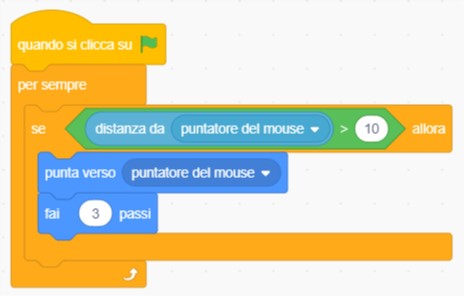 quando si clicca su
per sempre
se distanza da puntatore del mouse > 10 allora
punta verso puntatore del mouse
fai 3 passi